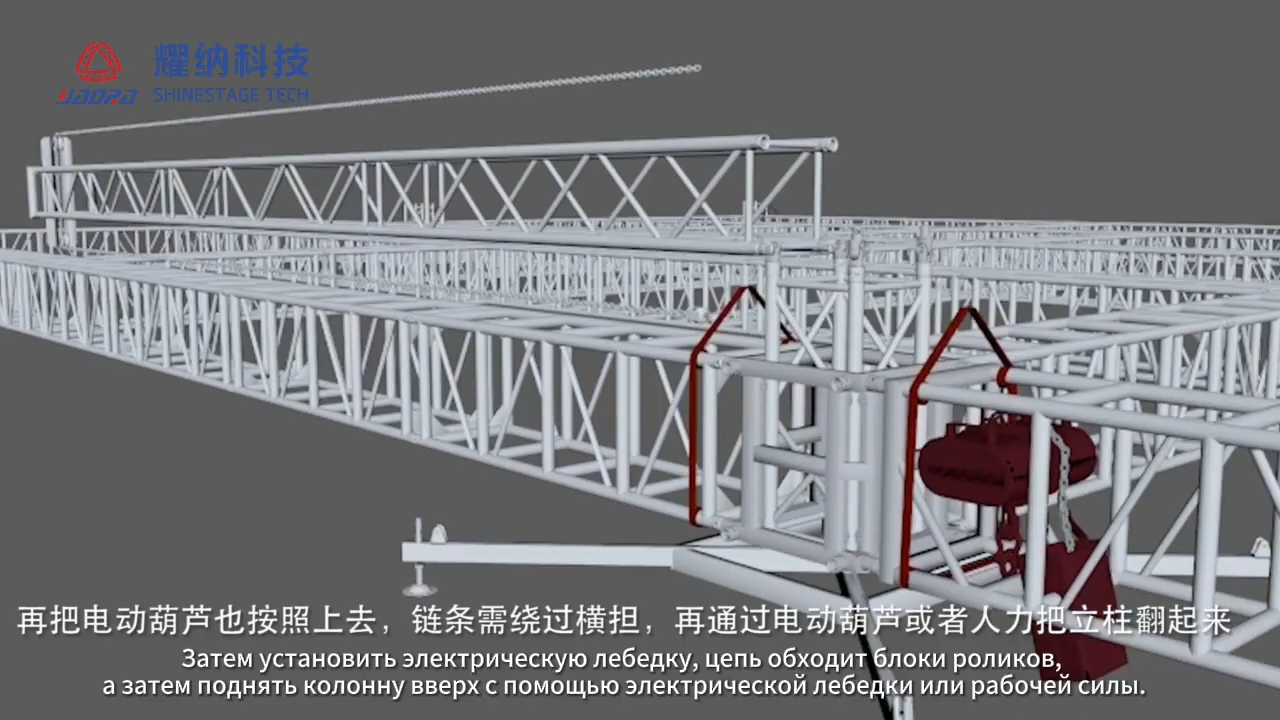 耀纳科技
YAORA
SHINESTAGE TECH
再把电动葫芦也按照上去，链条需绕过横担，再通过电动葫芦或者人力把立柱翻起来
Затем установить электрическую лебедку, цепь обходит блоки роликов,
а затем поднять колонну вверх с помощью электрической лебедки или рабочей силы.